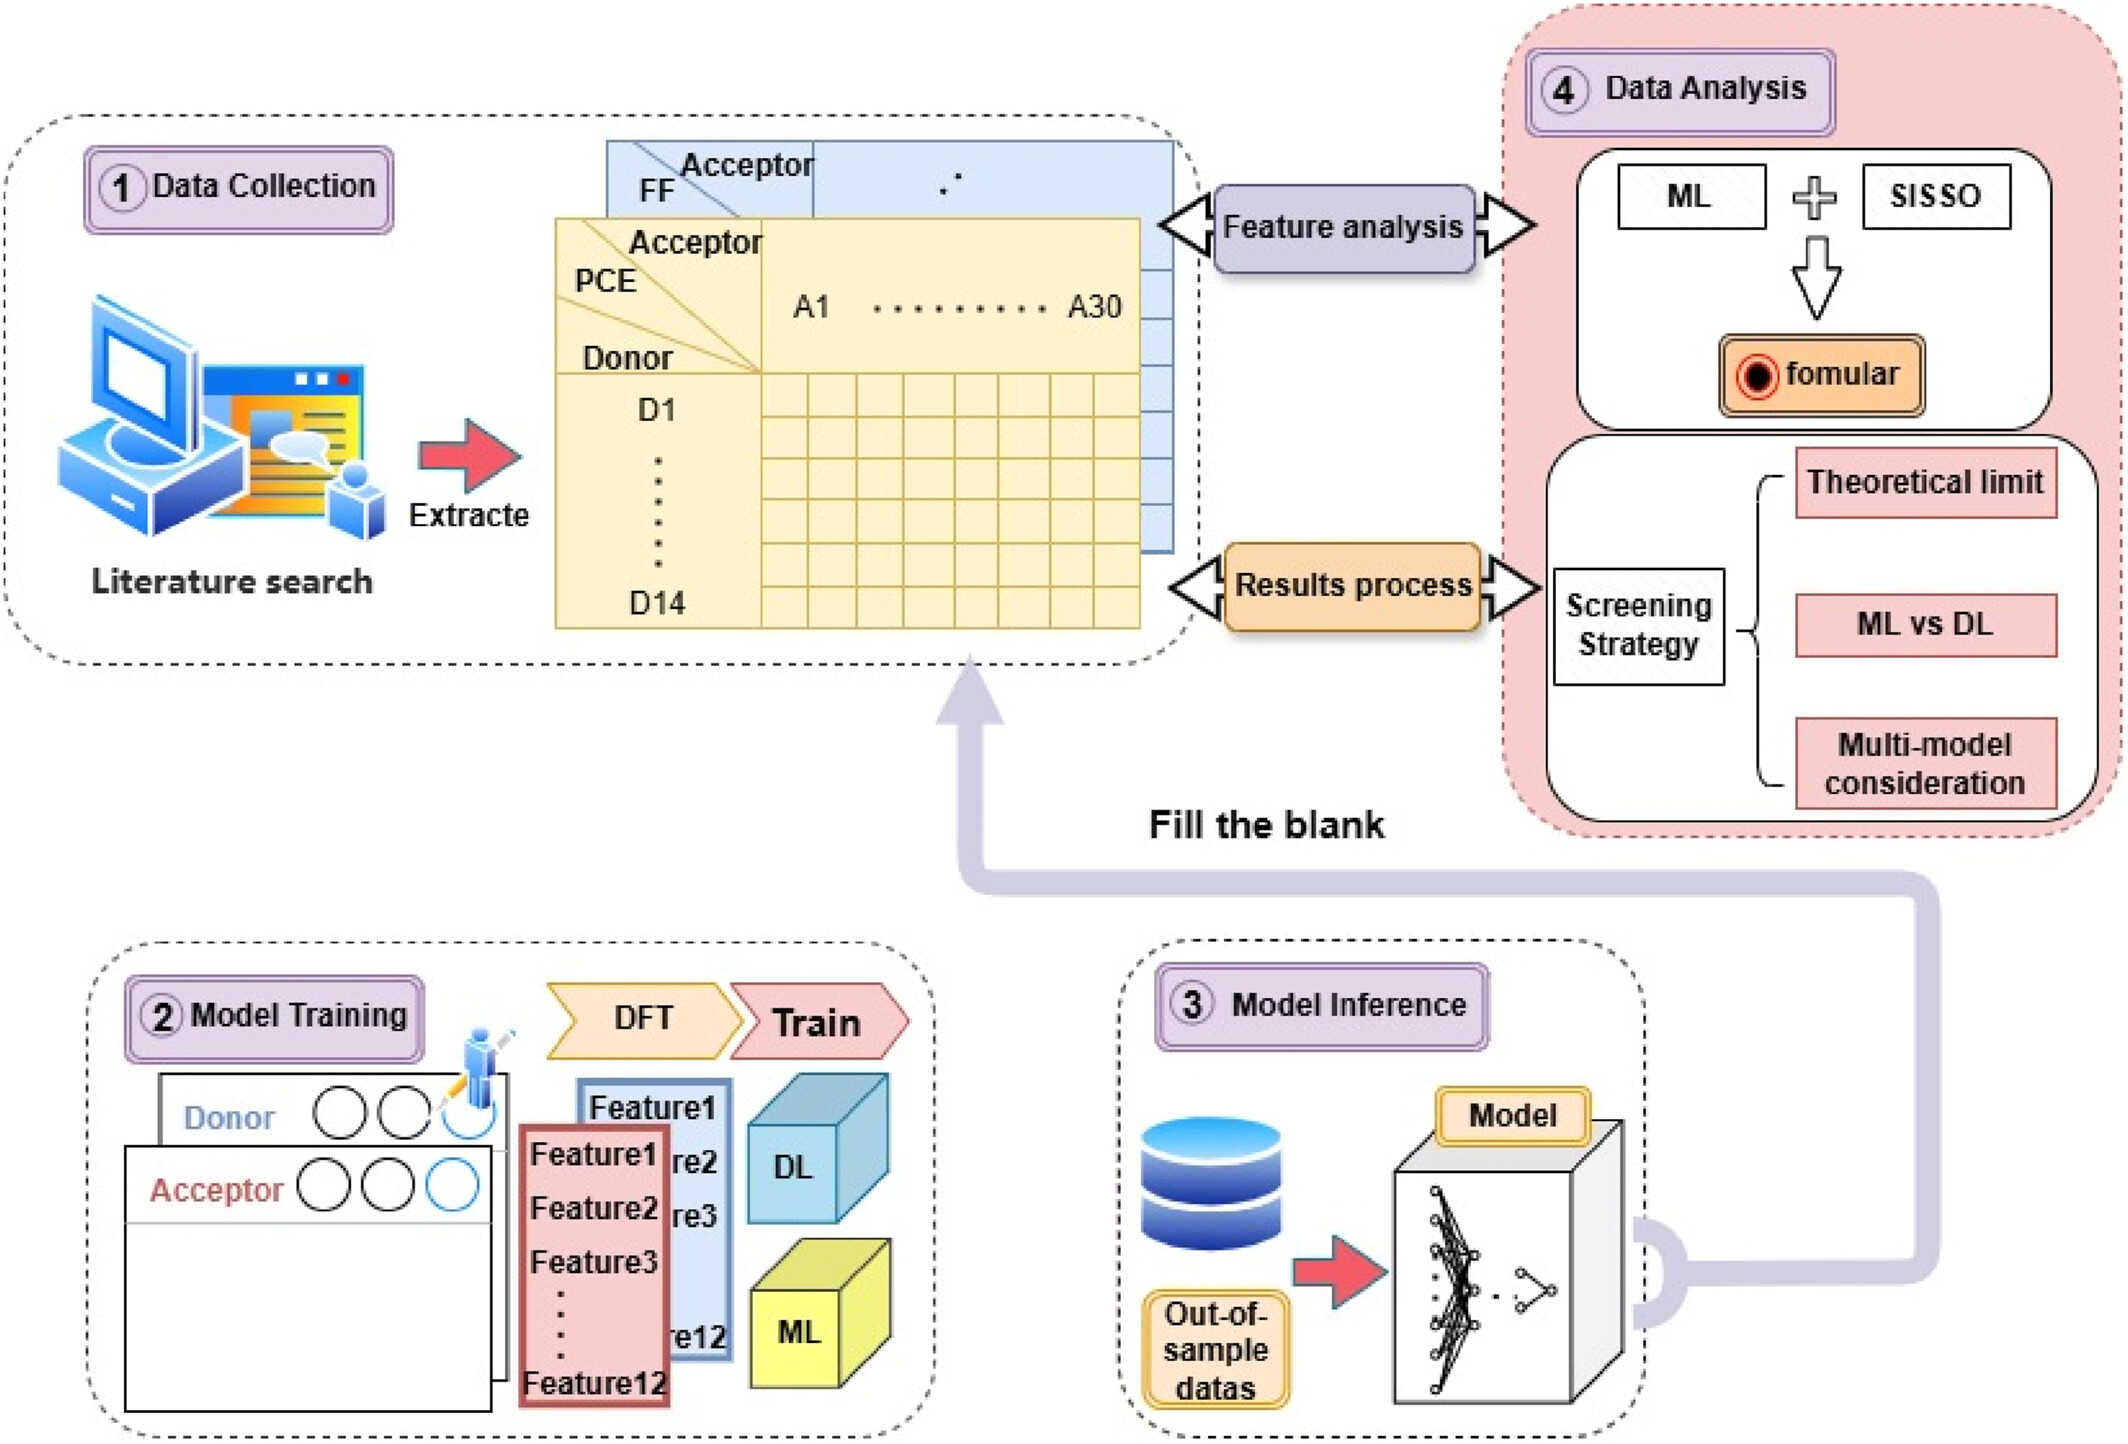 1 Data Collection
Literature search
Extracte
Acceptor
FF
Acceptor
PCE
Donor
A1 ......... A30
D1
D14
Feature analysis
Results process
4 Data Analysis
ML
SISSO
fomular
Screening
Strategy
Theoretical limit
ML vs DL
Multi-model
consideration
Fill the blank
2 Model Training
Donor
Acceptor
DFT
Train
Feature1
re2
re3
re12
Feature1
Feature2
Feature3
Feature12
DL
ML
3 Model Inference
Out-of-
sample
datas
Model